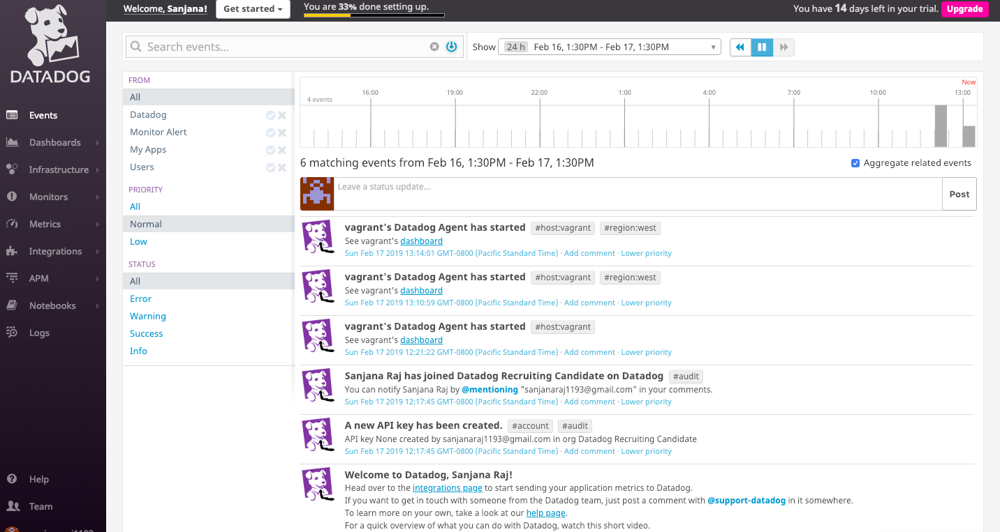 Welcome, Sanjana!
Get started
You are 33% done setting up.
You have 14 days left in your trial.
Upgrade
DATADOG
Events
Dashboards
Infrastructure
Monitors
Metrics
Integrations
APM
Notebooks
Logs
Help
Team
Search events...
Show
24 h Feb 16, 1:30PM - Feb 17, 1:30PM
FROM
All
Datadog
Monitor Alert
My Apps
Users
PRIORITY
All
Normal
Low
STATUS
All
Error
Warning
Success
Info
Now
16:00 19:00 22:00 1:00 4:00 7:00 10:00 13:00
4 events
6 matching events from Feb 16, 1:30PM - Feb 17, 1:30PM
Aggregate related events
Leave a status update...
Post
vagrant's Datadog Agent has started #host:vagrant #region:west
See vagrant's dashboard
Sun Feb 17 2019 13:14:01 GMT-0800 (Pacific Standard Time) · Add comment · Lower priority
vagrant's Datadog Agent has started #host:vagrant #region:west
See vagrant's dashboard
Sun Feb 17 2019 13:10:59 GMT-0800 (Pacific Standard Time) · Add comment · Lower priority
vagrant's Datadog Agent has started #host:vagrant
See vagrant's dashboard
Sun Feb 17 2019 12:21:22 GMT-0800 (Pacific Standard Time) · Add comment · Lower priority
Sanjana Raj has joined Datadog Recruiting Candidate on Datadog #audit
You can notify Sanjana Raj by @mentioning "sanjanaraj1193@gmail.com" in your comments.
Sun Feb 17 2019 12:17:45 GMT-0800 (Pacific Standard Time) · Add comment · Lower priority
A new API key has been created. #account #audit
API key None created by sanjanaraj1193@gmail.com in org Datadog Recruiting Candidate
Sun Feb 17 2019 12:17:45 GMT-0800 (Pacific Standard Time) · Add comment · Lower priority
Welcome to Datadog, Sanjana Raj!
Head over to the integrations page to start sending your application metrics to Datadog.
If you want to get in touch with someone from the Datadog team, just post a comment with @support-datadog in it somewhere.
To learn more on your own, take a look at our help page.
For a quick overview of what you can do with Datadog, watch this short video.